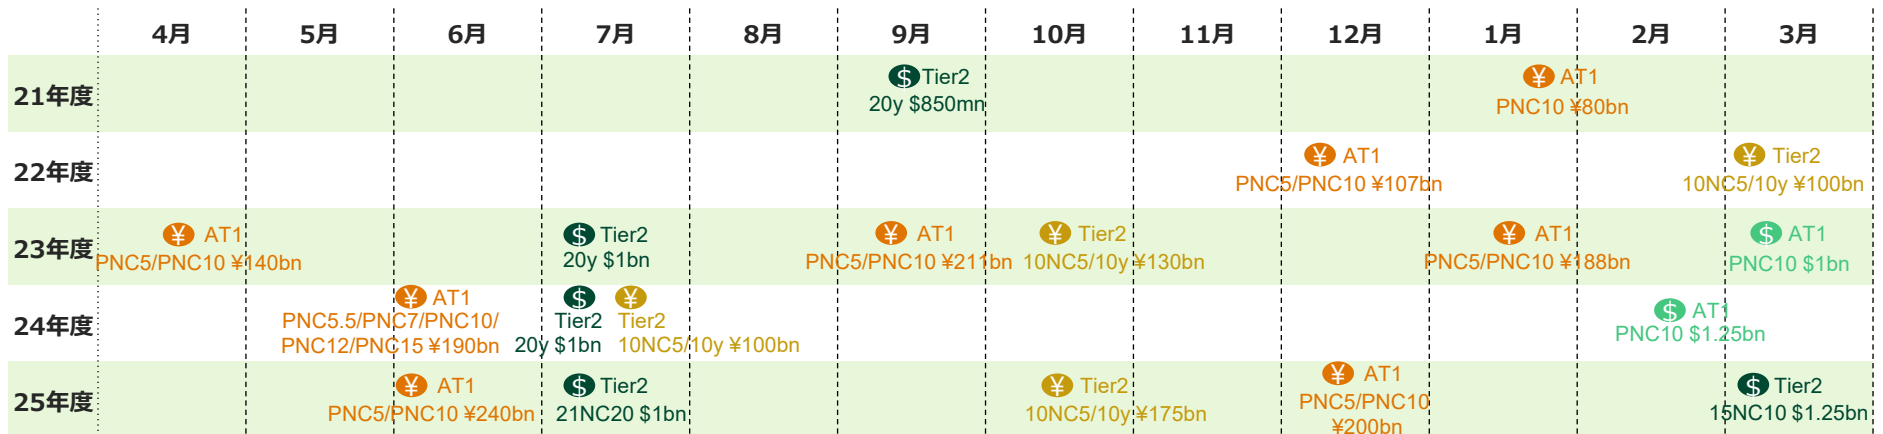 4月 5月 6月 7月 8月 9月 10月 11月 12月 1月 2月 3月
21年度
$ Tier2
20y $850mn
¥ AT1
PNC10 ¥80bn
22年度
¥ AT1
PNC5/PNC10 ¥107bn
¥ Tier2
10NC5/10y ¥100bn
23年度
¥ AT1
PNC5/PNC10 ¥140bn
$ Tier2
20y $1bn
¥ AT1
PNC5/PNC10 ¥211bn
¥ Tier2
10NC5/10y ¥130bn
¥ AT1
PNC5/PNC10 ¥188bn
$ AT1
PNC10 $1bn
24年度
¥ AT1
PNC5.5/PNC7/PNC10/
PNC12/PNC15 ¥190bn
$
Tier2
20y $1bn
¥
Tier2
10NC5/10y ¥100bn
$ AT1
PNC10 $1.25bn
25年度
¥ AT1
PNC5/PNC10 ¥240bn
$ Tier2
21NC20 $1bn
¥ Tier2
10NC5/10y ¥175bn
¥ AT1
PNC5/PNC10
¥200bn
$ Tier2
15NC10 $1.25bn